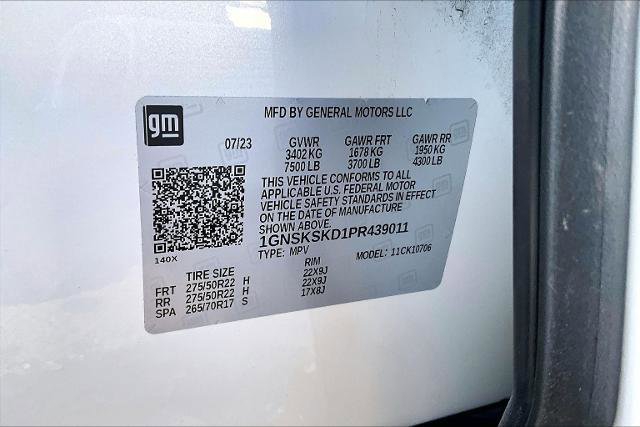 gm
MFD BY GENERAL MOTORS LLC
07/23 GVWR GAWR FRT GAWR RR
3402 KG 1678 KG 1950 KG
7500 LB 3700 LB 4300 LB
THIS VEHICLE CONFORMS TO ALL
APPLICABLE U.S. FEDERAL MOTOR
VEHICLE SAFETY STANDARDS IN EFFECT
ON THE DATE OF MANUFACTURE
SHOWN ABOVE.
1GNSKSKD1PR439011
140X TYPE: MPV MODEL: 11CK10706
TIRE SIZE RIM
FRT 275/50R22 H 22X9J
RR 275/50R22 H 22X9J
SPA 265/70R17 S 17X8J